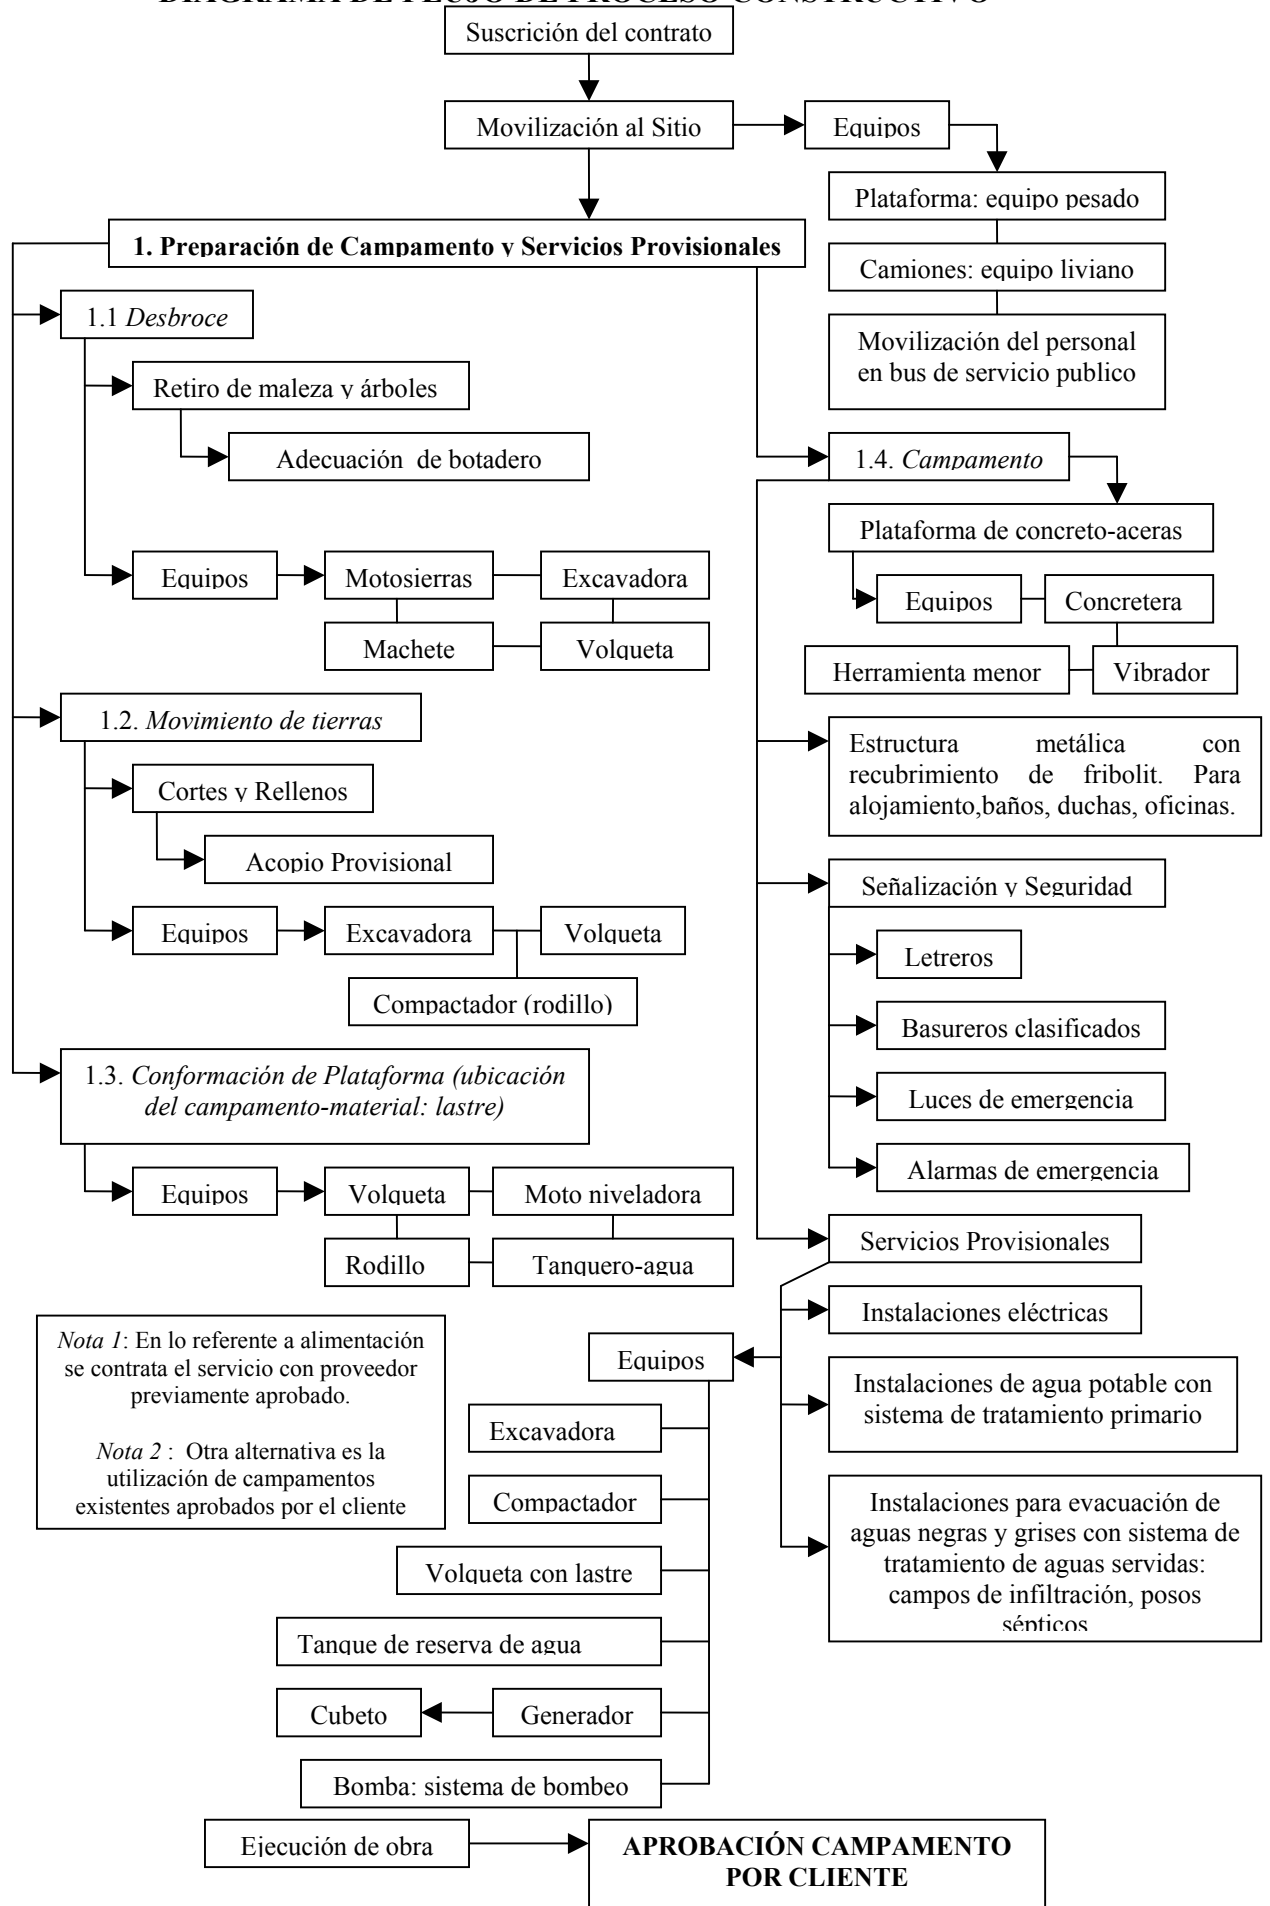 DIAGRAMA DE FLUJO DE PROCESO CONSTRUCTIVO
Suscrición del contrato
Movilización al Sitio
Equipos
Plataforma: equipo pesado
Camiones: equipo liviano
Movilización del personal
en bus de servicio publico
1. Preparación de Campamento y Servicios Provisionales
1.1 Desbroce
Retiro de maleza y árboles
Adecuación de botadero
Equipos
Motosierras
Excavadora
Machete
Volqueta
1.2. Movimiento de tierras
Cortes y Rellenos
Acopio Provisional
Equipos
Excavadora
Volqueta
Compactador (rodillo)
1.3. Conformación de Plataforma (ubicación
del campamento-material: lastre)
Equipos
Volqueta
Moto niveladora
Rodillo
Tanquero-agua
1.4. Campamento
Plataforma de concreto-aceras
Equipos
Concretera
Herramienta menor
Vibrador
Estructura metálica con
recubrimiento de fribolit. Para
alojamiento,baños, duchas, oficinas.
Señalización y Seguridad
Letreros
Basureros clasificados
Luces de emergencia
Alarmas de emergencia
Servicios Provisionales
Instalaciones eléctricas
Instalaciones de agua potable con
sistema de tratamiento primario
Instalaciones para evacuación de
aguas negras y grises con sistema de
tratamiento de aguas servidas:
campos de infiltración, posos
sépticos
Equipos
Excavadora
Compactador
Volqueta con lastre
Tanque de reserva de agua
Cubeto
Generador
Bomba: sistema de bombeo
Nota 1: En lo referente a alimentación
se contrata el servicio con proveedor
previamente aprobado.
Nota 2 : Otra alternativa es la
utilización de campamentos
existentes aprobados por el cliente
Ejecución de obra
APROBACIÓN CAMPAMENTO
POR CLIENTE